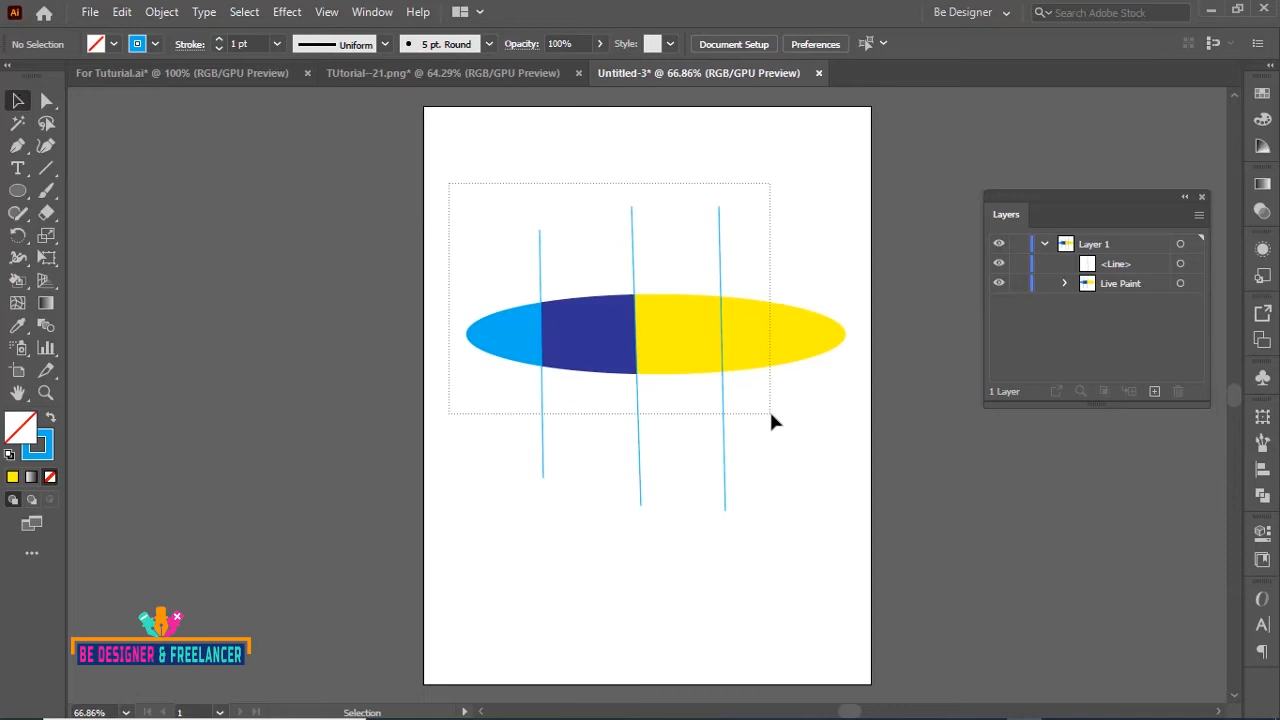 Ai File Edit Object Type Select Effect View Window Help Be Designer Search Adobe Stock
No Selection Stroke: 1 pt Uniform 5 pt. Round Opacity: 100% Style: Document Setup Preferences
For Tuturial.ai* @ 100% (RGB/GPU Preview) × TUtorial--21.png* @ 64.29% (RGB/GPU Preview) × Untitled-3* @ 66.86% (RGB/GPU Preview) ×
Layers
Layer 1
<Line>
Live Paint
1 Layer
BE DESIGNER & FREELANCER
66.86% 1 Selection